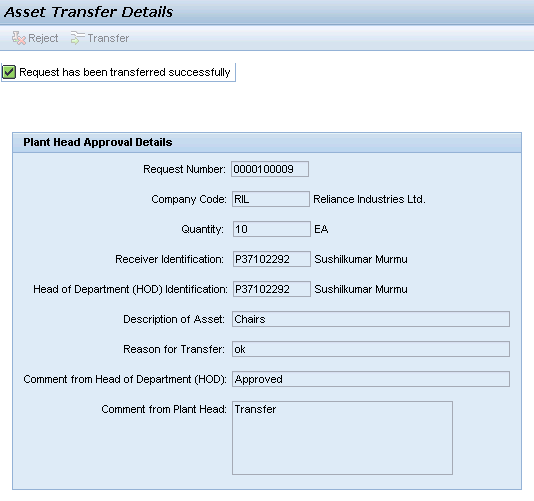 Asset Transfer Details
Reject Transfer
Request has been transferred successfully
Plant Head Approval Details
Request Number: 0000100009
Company Code: RIL Reliance Industries Ltd.
Quantity: 10 EA
Receiver Identification: P37102292 Sushilkumar Murmu
Head of Department (HOD) Identification: P37102292 Sushilkumar Murmu
Description of Asset: Chairs
Reason for Transfer: ok
Comment from Head of Department (HOD): Approved
Comment from Plant Head: Transfer